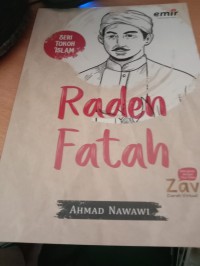 emir
SERI
TOKOH
ISLAM
Raden
Fatah
Zav
AHMAD NAWAWI